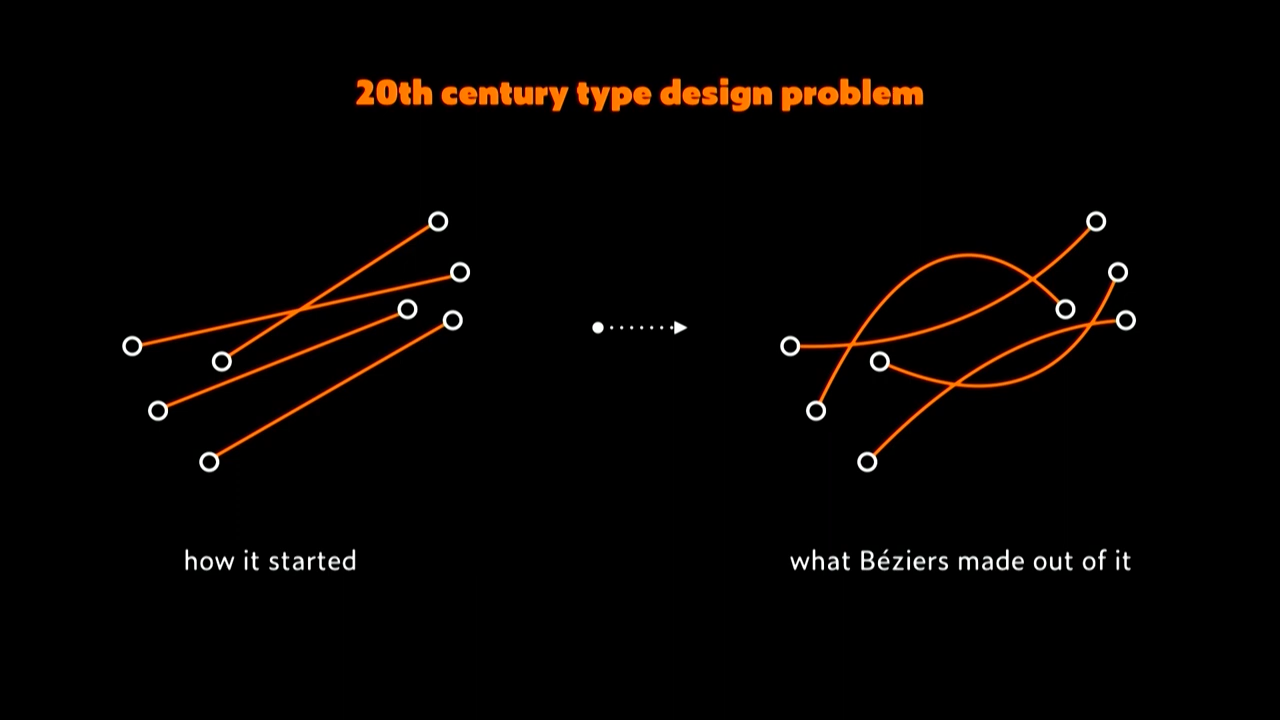 20th century type design problem
how it started
what Béziers made out of it